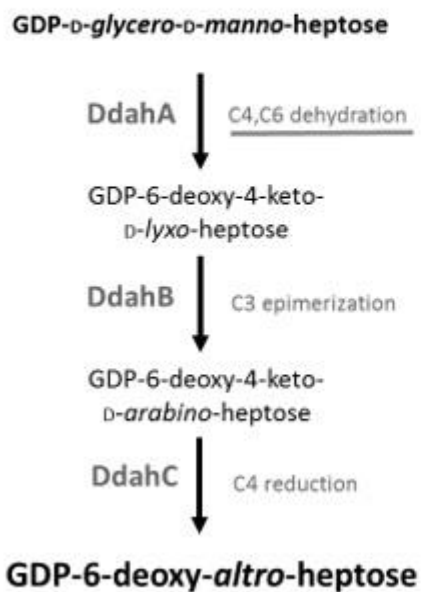 GDP-D-glycero-D-manno-heptose
DdahA
C4,C6 dehydration
GDP-6-deoxy-4-keto-
D-lyxo-heptose
DdahB
C3 epimerization
GDP-6-deoxy-4-keto-
D-arabino-heptose
DdahC
C4 reduction
GDP-6-deoxy-altro-heptose